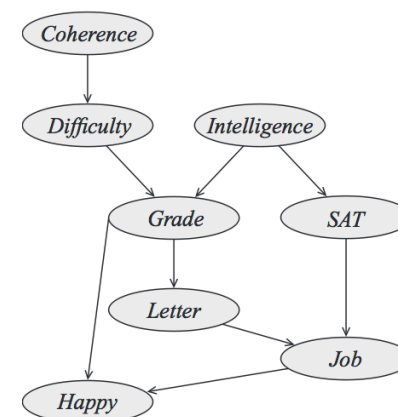 Coherence
Difficulty
Intelligence
Grade
SAT
Letter
Job
Happy